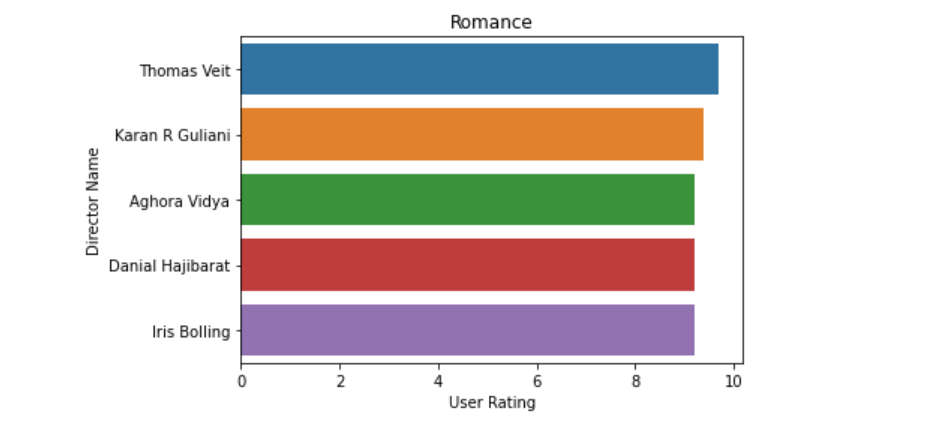 Romance
Director Name
Thomas Veit
Karan R Guliani
Aghora Vidya
Danial Hajibarat
Iris Bolling
0 2 4 6 8 10
User Rating